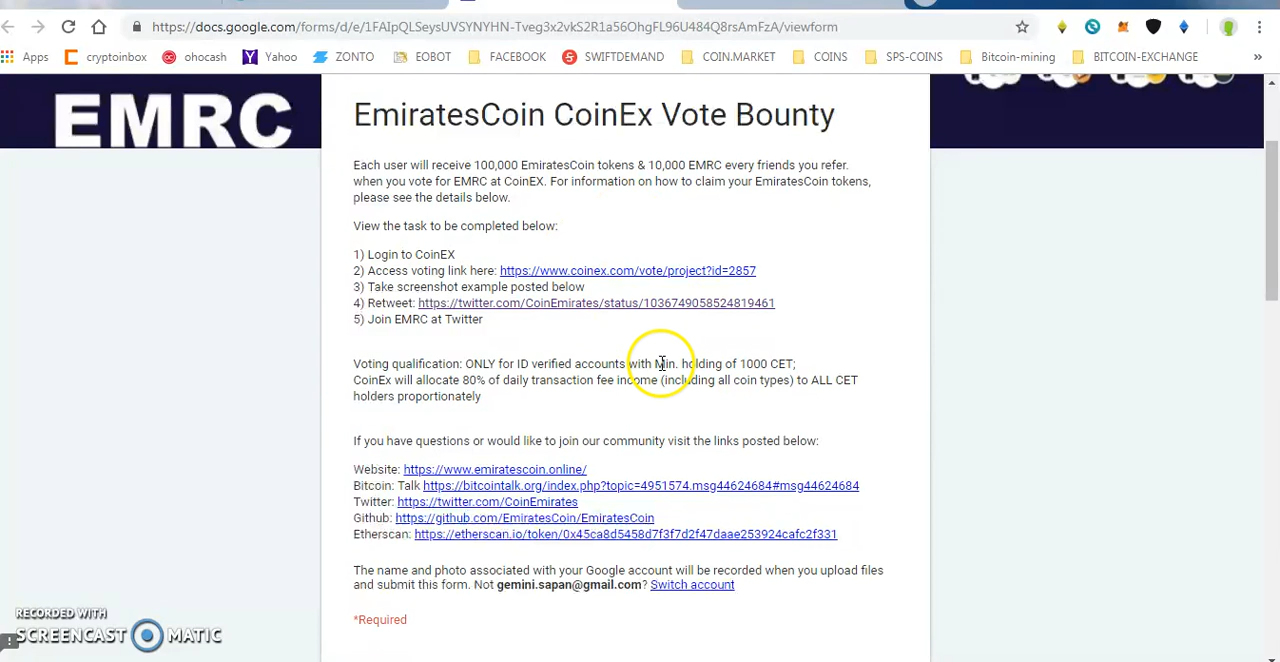 https://docs.google.com/forms/d/e/1FAIpQLSeysUVSYNYHN-Tveg3x2vkS2R1a56OhgFL96U484Q8rsAmFzA/viewform
Apps cryptoinbox ohocash Yahoo ZONTO EOBOT FACEBOOK SWIFTDEMAND COIN.MARKET COINS SPS-COINS Bitcoin-mining BITCOIN-EXCHANGE »
EMRC
EmiratesCoin CoinEx Vote Bounty
Each user will receive 100,000 EmiratesCoin tokens & 10,000 EMRC every friends you refer.
when you vote for EMRC at CoinEX. For information on how to claim your EmiratesCoin tokens,
please see the details below.
View the task to be completed below:
1) Login to CoinEX
2) Access voting link here: https://www.coinex.com/vote/project?id=2857
3) Take screenshot example posted below
4) Retweet: https://twitter.com/CoinEmirates/status/1036749058524819461
5) Join EMRC at Twitter
Voting qualification: ONLY for ID verified accounts with Min. holding of 1000 CET;
CoinEx will allocate 80% of daily transaction fee income (including all coin types) to ALL CET
holders proportionately
If you have questions or would like to join our community visit the links posted below:
Website: https://www.emiratescoin.online/
Bitcoin: Talk https://bitcointalk.org/index.php?topic=4951574.msg44624684#msg44624684
Twitter: https://twitter.com/CoinEmirates
Github: https://github.com/EmiratesCoin/EmiratesCoin
Etherscan: https://etherscan.io/token/0x45ca8d5458d7f3f7d2f47daae253924cafc2f331
The name and photo associated with your Google account will be recorded when you upload files
and submit this form. Not gemini.sapan@gmail.com? Switch account
*Required
RECORDED WITH
SCREENCAST MATIC